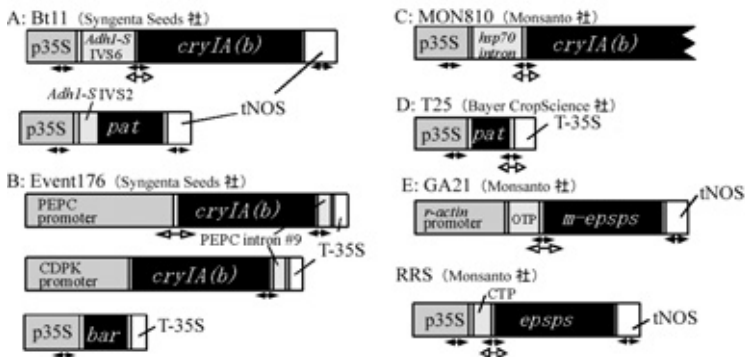 A: Bt11 (Syngenta Seeds 社)
p35S Adh1-S IVS6 cryIA(b)
Adh1-S IVS2
tNOS
p35S pat
B: Event176 (Syngenta Seeds 社)
PEPC promoter cryIA(b)
PEPC intron #9
T-35S
CDPK promoter cryIA(b)
p35S bar T-35S
C: MON810 (Monsanto 社)
p35S hsp70 intron cryIA(b)
D: T25 (Bayer CropScience 社)
p35S pat T-35S
E: GA21 (Monsanto 社)
tNOS
r-actin promoter OTP m-epsps
RRS (Monsanto 社)
CTP
p35S epsps tNOS